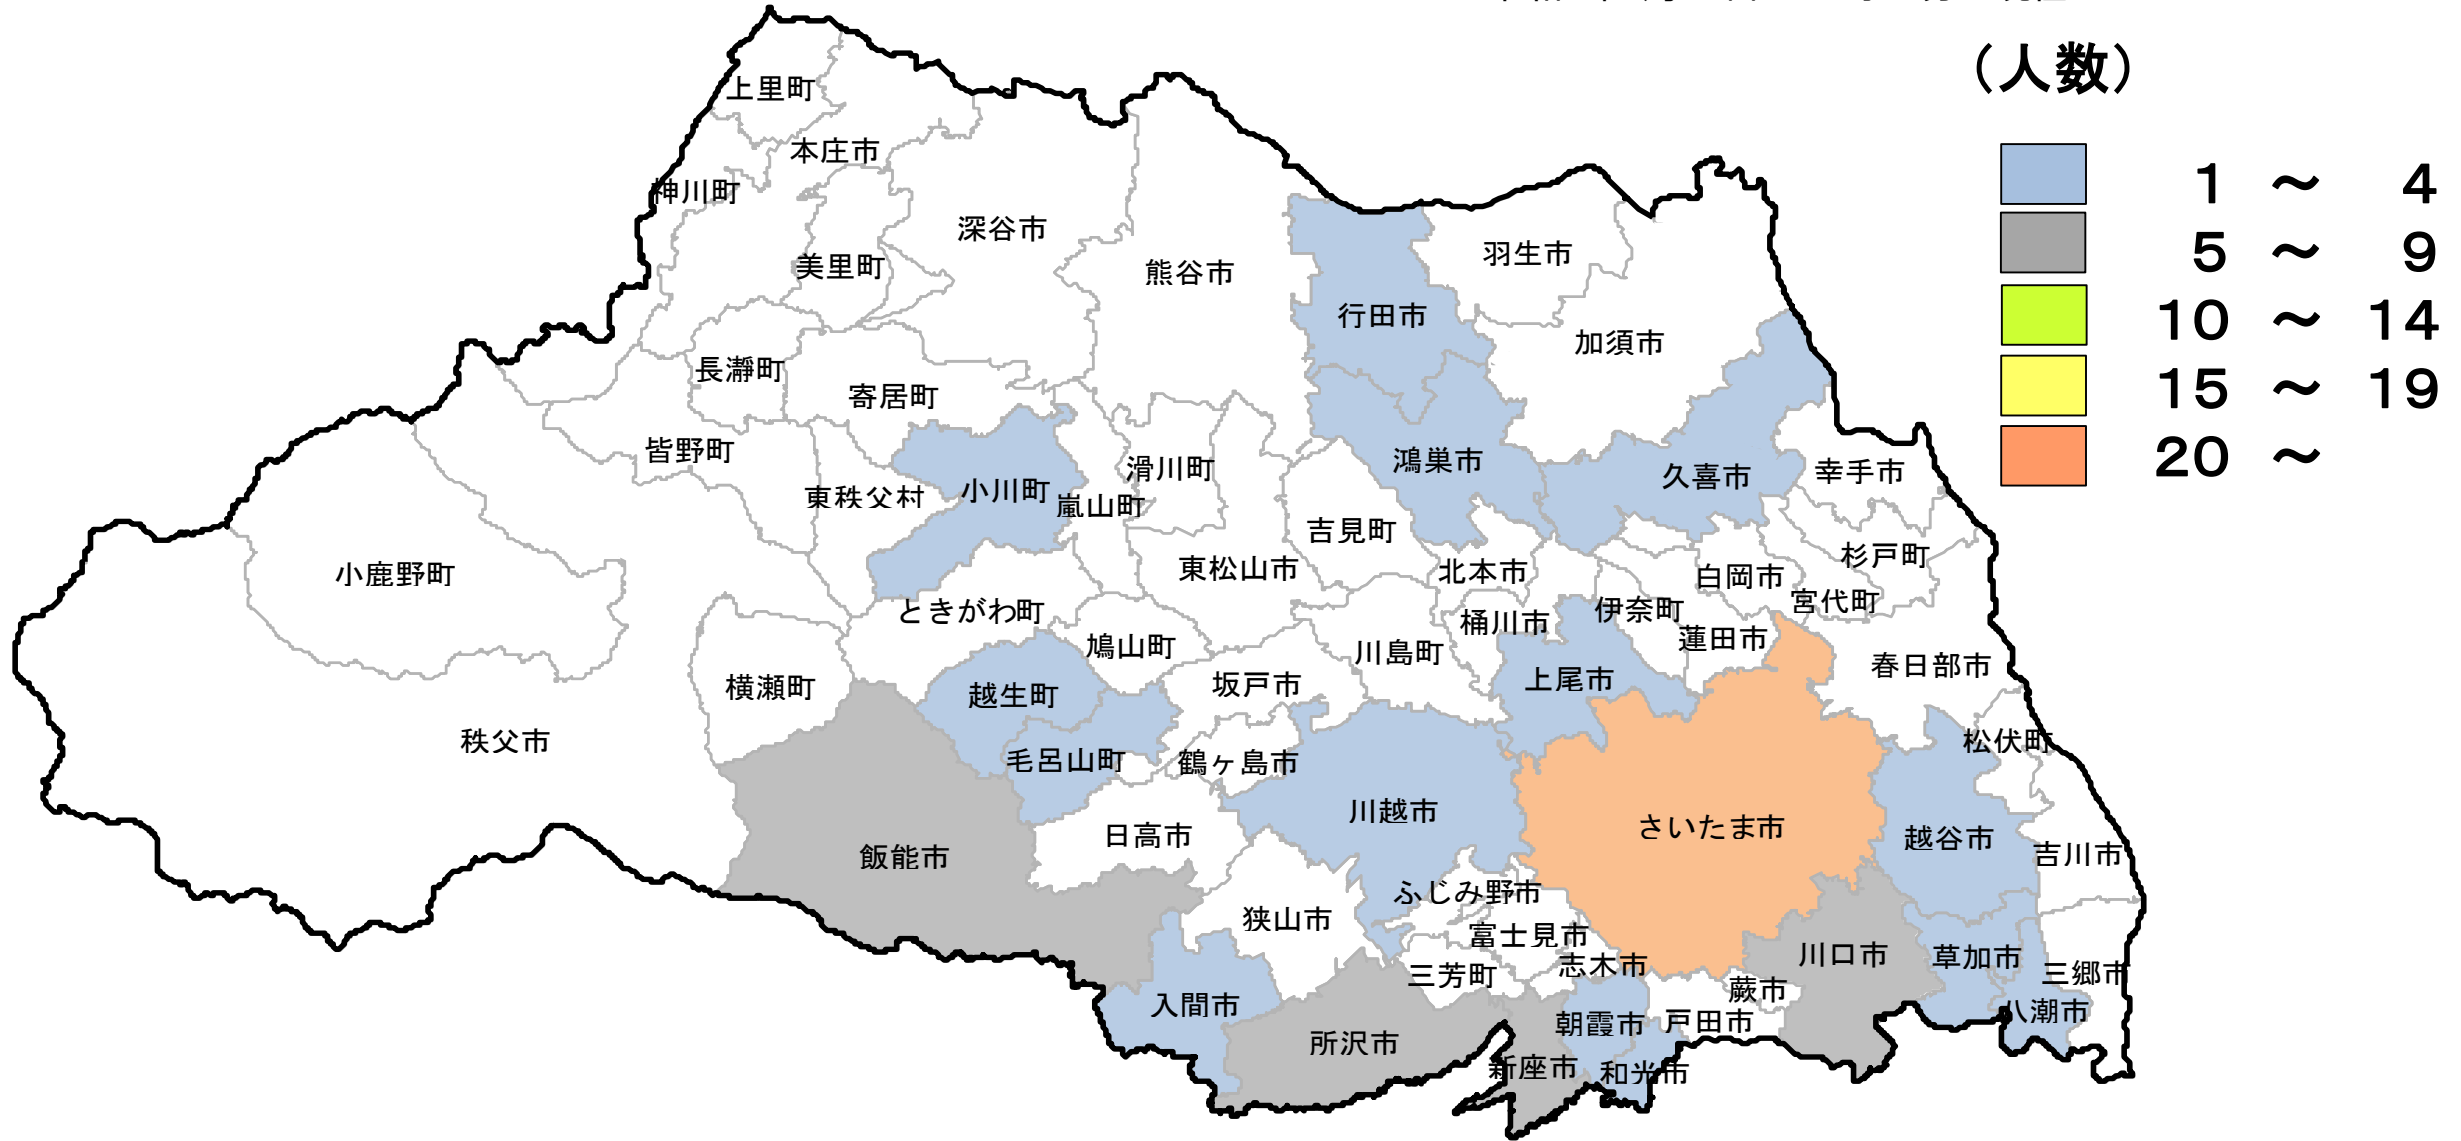 （人数）
1 ～ 4
5 ～ 9
10 ～ 14
15 ～ 19
20 ～
上里町
本庄市
神川町
深谷市
美里町
熊谷市
羽生市
行田市
加須市
長瀞町
寄居町
皆野町
東秩父村
小川町
嵐山町
滑川町
鴻巣市
久喜市
幸手市
吉見町
東松山市
北本市
杉戸町
白岡市
宮代町
小鹿野町
ときがわ町
鳩山町
桶川市
伊奈町
蓮田市
川島町
春日部市
横瀬町
越生町
坂戸市
上尾市
秩父市
毛呂山町
鶴ヶ島市
松伏町
川越市
さいたま市
越谷市
吉川市
日高市
飯能市
ふじみ野市
狭山市
富士見市
志木市
三芳町
川口市
草加市
三郷市
蕨市
入間市
朝霞市
戸田市
八潮市
所沢市
新座市
和光市